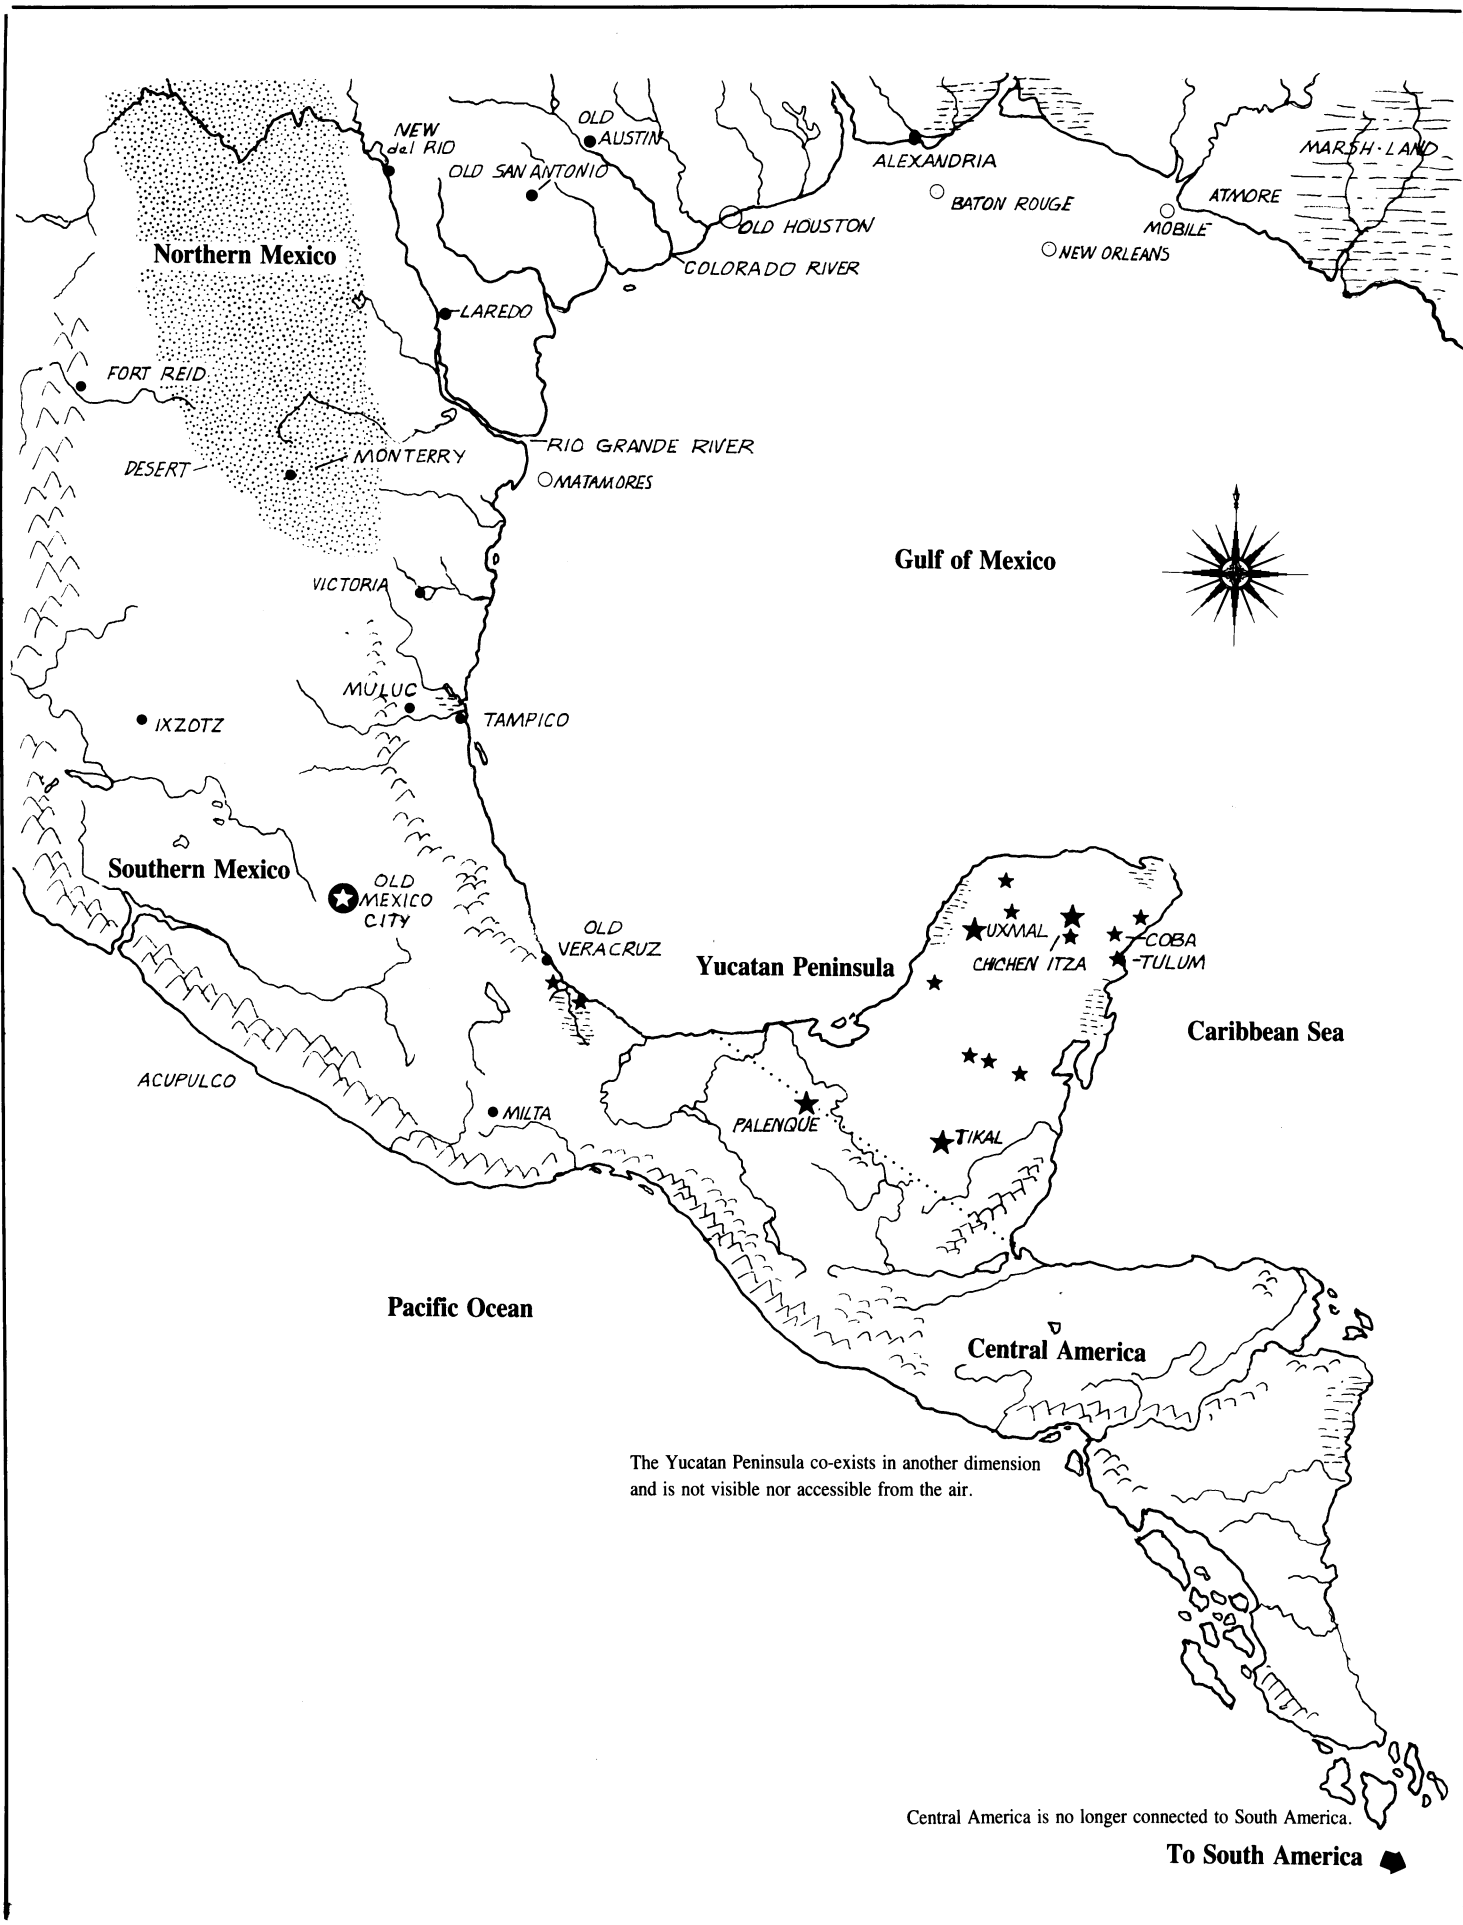 NEW
del RIO
OLD
AUSTIN
OLD SAN ANTONIO
ALEXANDRIA
MARSH-LAND
BATON ROUGE
ATMORE
MOBILE
OLD HOUSTON
NEW ORLEANS
COLORADO RIVER
Northern Mexico
LAREDO
FORT REID
RIO GRANDE RIVER
DESERT
MONTERRY
MATAMORES
Gulf of Mexico
VICTORIA
MULUC
TAMPICO
IXZOTZ
Southern Mexico
OLD
MEXICO
CITY
OLD
VERACRUZ
UXMAL
COBA
CHICHEN ITZA
TULUM
Yucatan Peninsula
Caribbean Sea
ACUPULCO
MILTA
PALENQUE
TIKAL
Pacific Ocean
Central America
The Yucatan Peninsula co-exists in another dimension
and is not visible nor accessible from the air.
Central America is no longer connected to South America.
To South America